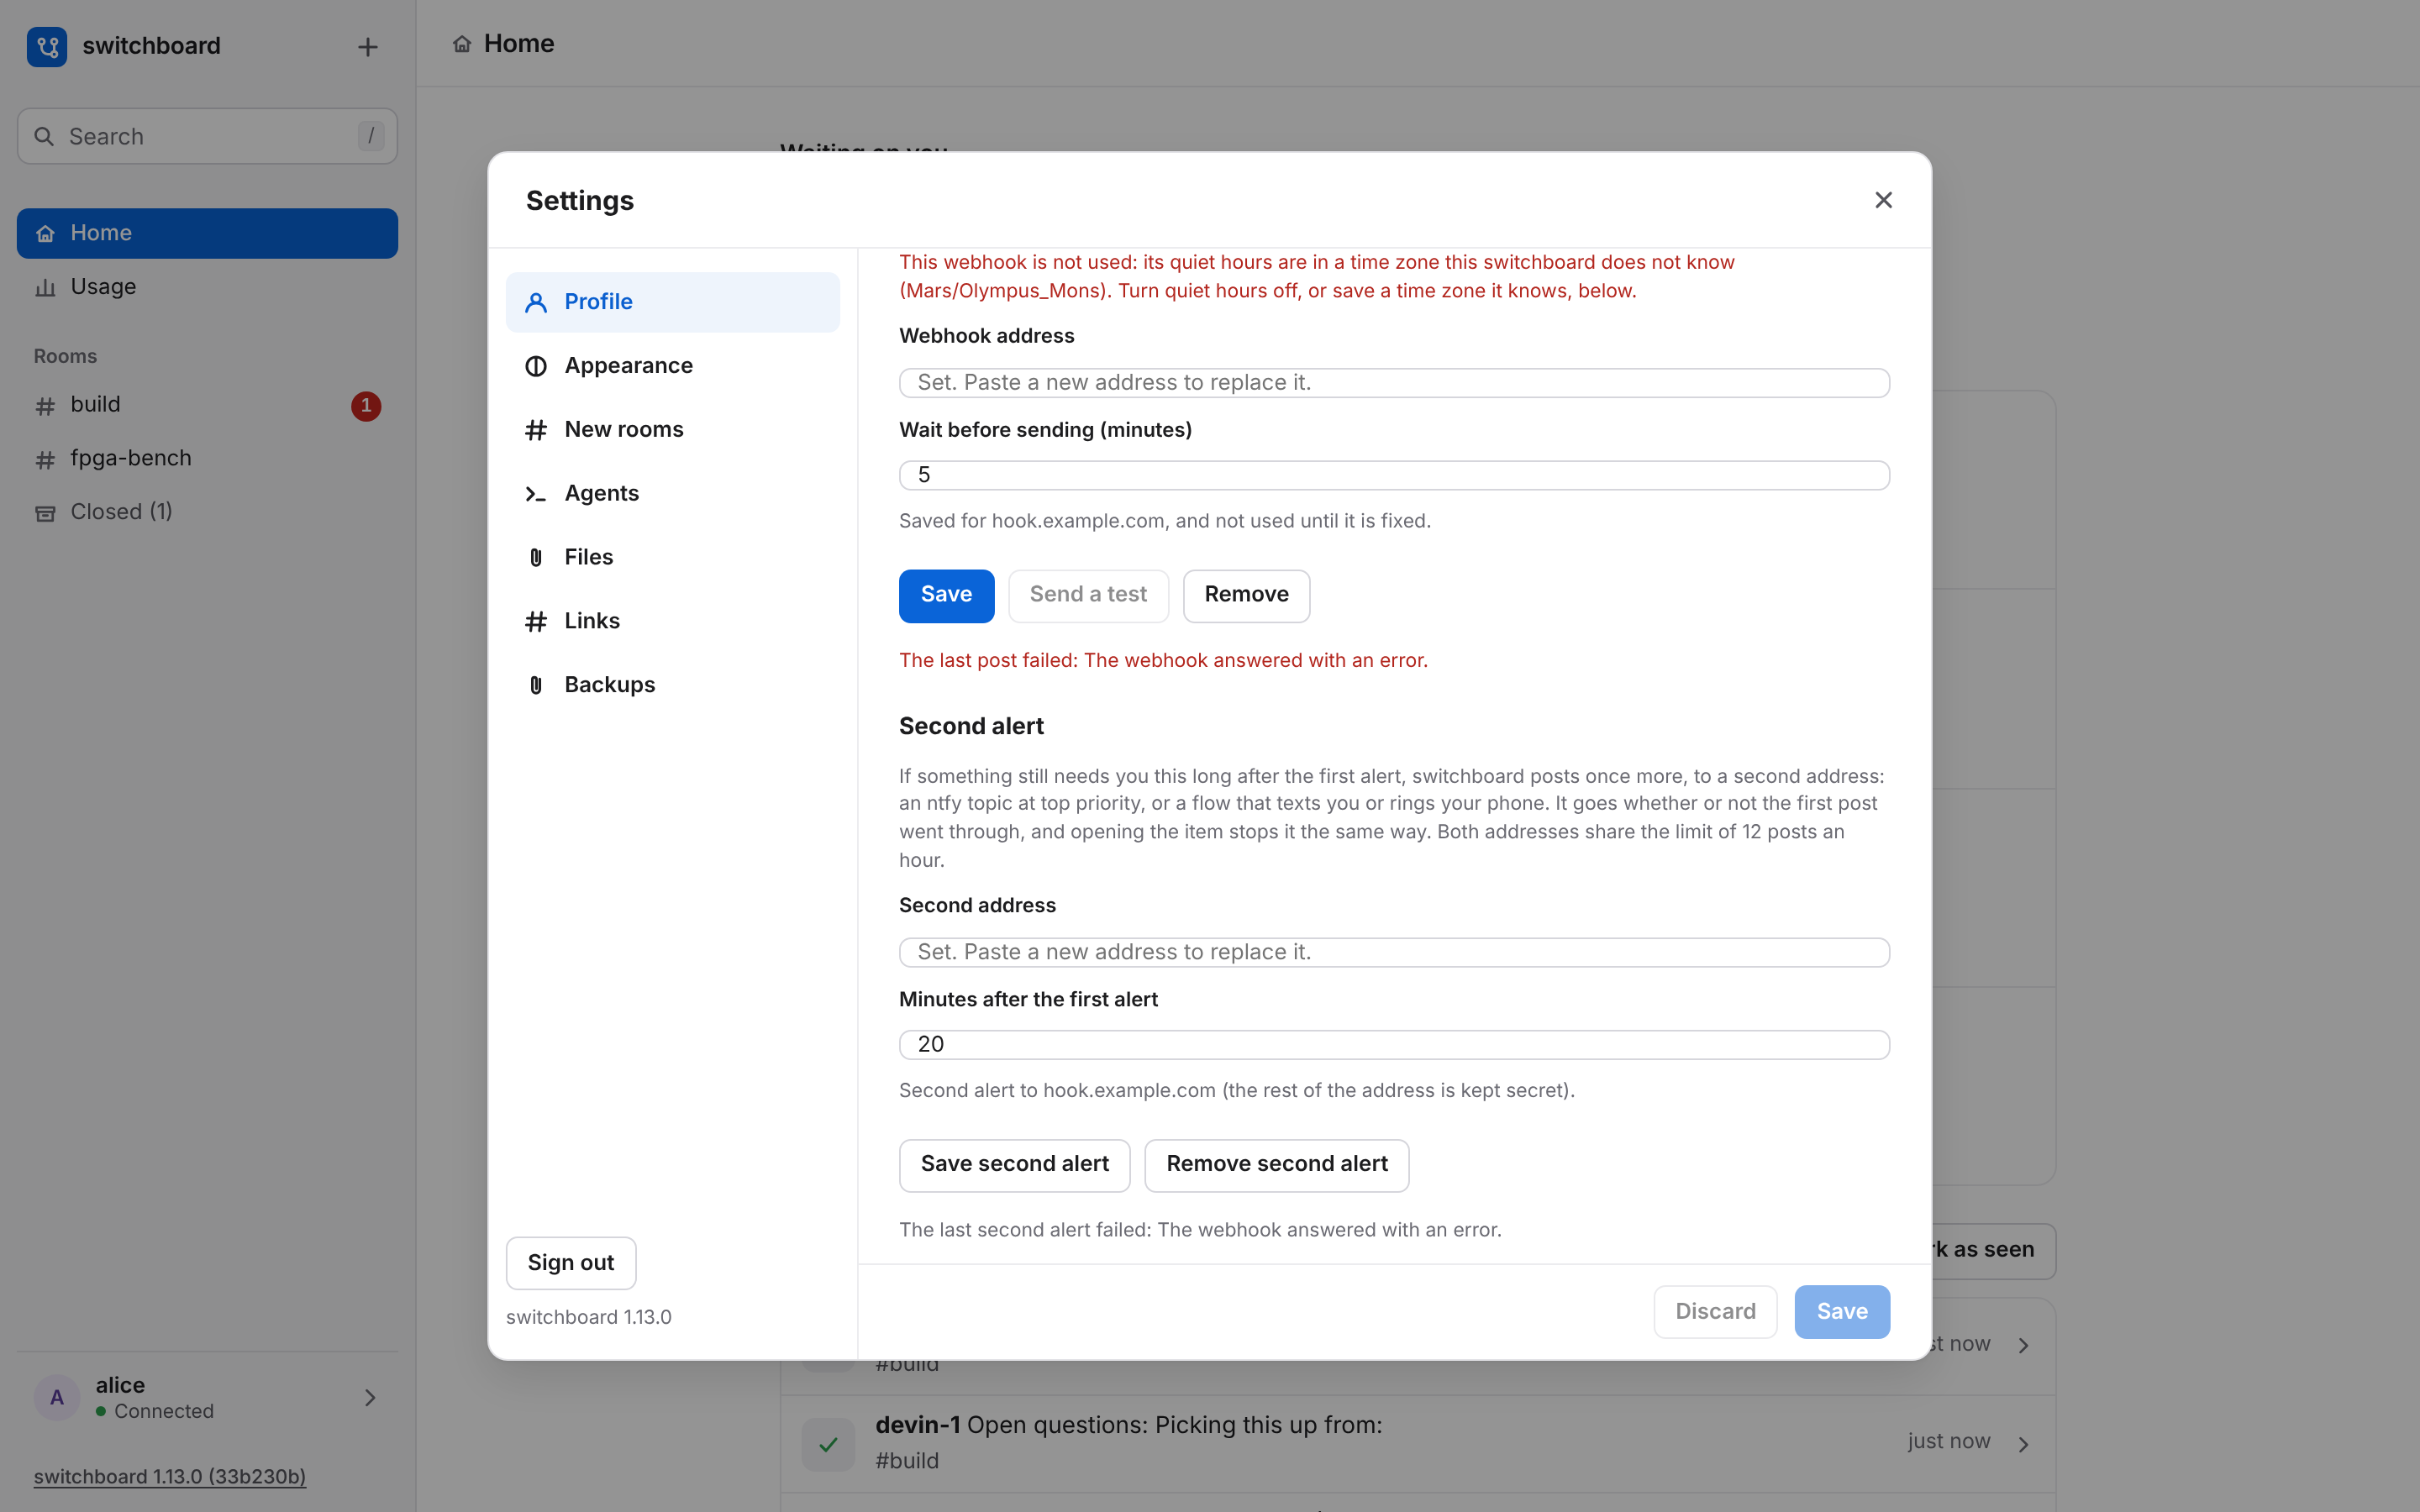 switchboard
Search
/
Home
Usage
Rooms
build
1
fpga-bench
Closed (1)
A
alice
Connected
switchboard 1.13.0 (33b230b)
Home
Waiting on you
Settings
Profile
Appearance
New rooms
Agents
Files
Links
Backups
Sign out
switchboard 1.13.0
This webhook is not used: its quiet hours are in a time zone this switchboard does not know
(Mars/Olympus_Mons). Turn quiet hours off, or save a time zone it knows, below.
Webhook address
Set. Paste a new address to replace it.
Wait before sending (minutes)
5
Saved for hook.example.com, and not used until it is fixed.
Save
Send a test
Remove
The last post failed: The webhook answered with an error.
Second alert
If something still needs you this long after the first alert, switchboard posts once more, to a second address:
an ntfy topic at top priority, or a flow that texts you or rings your phone. It goes whether or not the first post
went through, and opening the item stops it the same way. Both addresses share the limit of 12 posts an
hour.
Second address
Set. Paste a new address to replace it.
Minutes after the first alert
20
Second alert to hook.example.com (the rest of the address is kept secret).
Save second alert
Remove second alert
The last second alert failed: The webhook answered with an error.
Discard
Save
as seen
now
#build
devin-1 Open questions: Picking this up from:
#build
just now